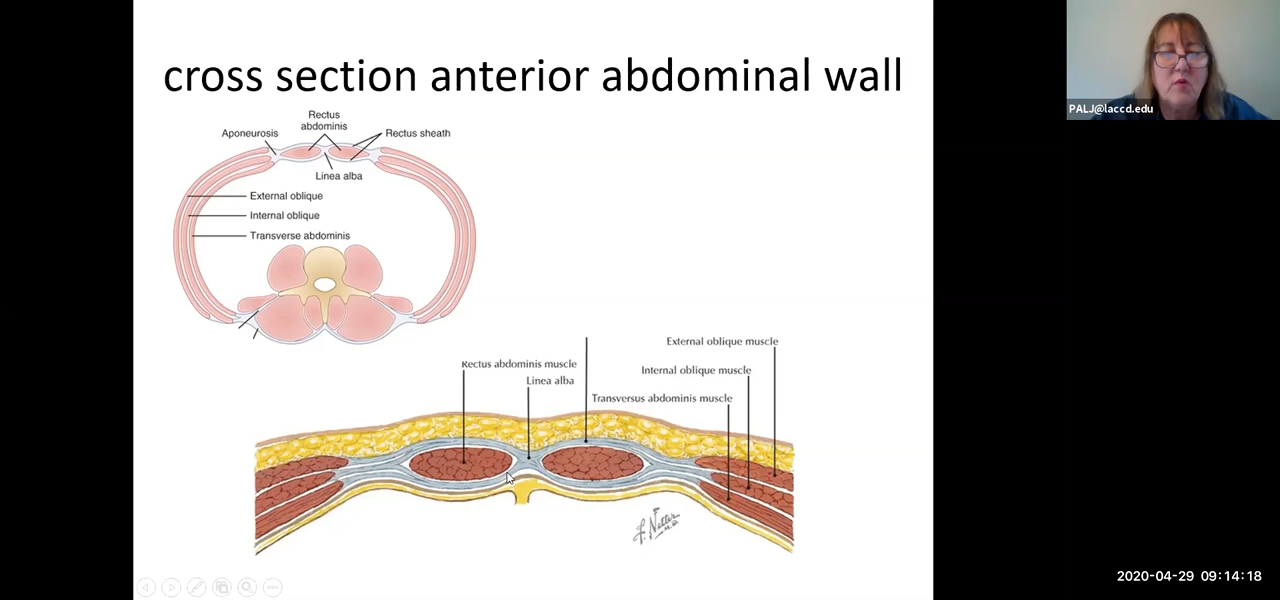 cross section anterior abdominal wall
PALJ@laccd.edu
Rectus
abdominis
Aponeurosis
Rectus sheath
Linea alba
External oblique
Internal oblique
Transverse abdominis
External oblique muscle
Rectus abdominis muscle
Internal oblique muscle
Linea alba
Transversus abdominis muscle
F. Netter
M.D.
2020-04-29 09:14:18